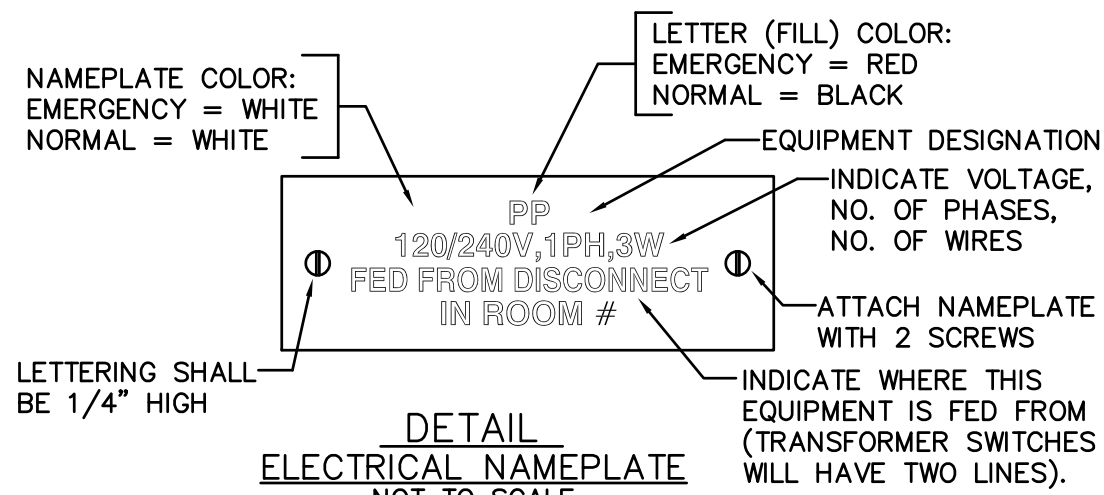 LETTER (FILL) COLOR:
EMERGENCY = RED
NORMAL = BLACK
NAMEPLATE COLOR:
EMERGENCY = WHITE
NORMAL = WHITE
EQUIPMENT DESIGNATION
INDICATE VOLTAGE,
NO. OF PHASES,
NO. OF WIRES
PP
120/240V,1PH,3W
FED FROM DISCONNECT
IN ROOM #
ATTACH NAMEPLATE
WITH 2 SCREWS
LETTERING SHALL
BE 1/4" HIGH
INDICATE WHERE THIS
EQUIPMENT IS FED FROM
(TRANSFORMER SWITCHES
WILL HAVE TWO LINES).
DETAIL
ELECTRICAL NAMEPLATE
NOT TO SCALE